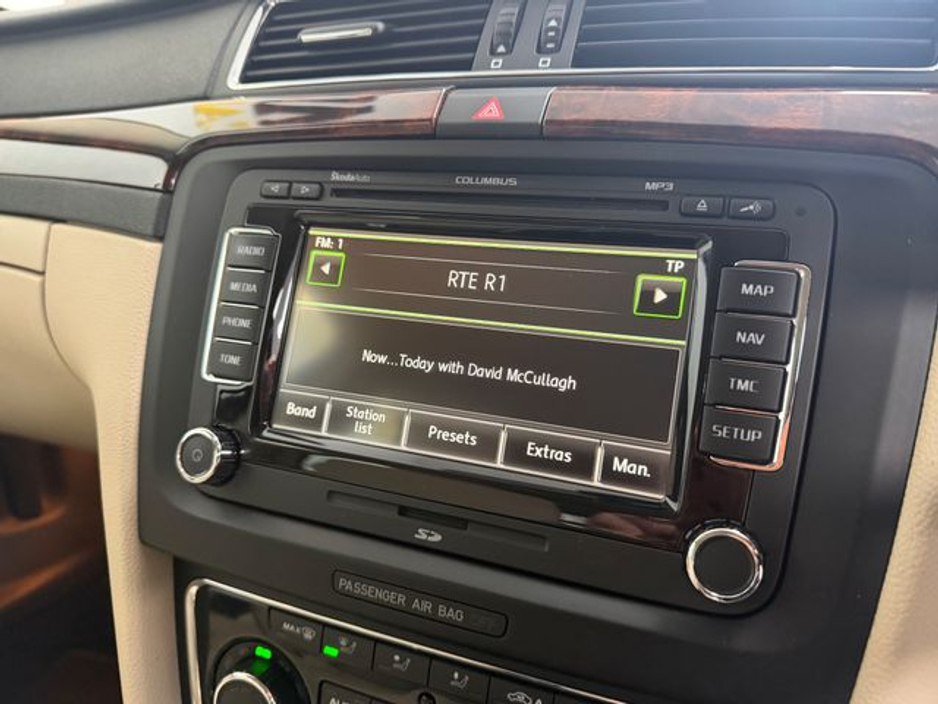 SkodaAuto
COLUMBUS
MP3
RADIO
MEDIA
PHONE
TONE
FM: 1
TP
RTE R1
Now...Today with David McCullagh
Band
Station
list
Presets
Extras
Man.
MAP
NAV
TMC
SETUP
SD
PASSENGER AIR BAG OFF
MAX